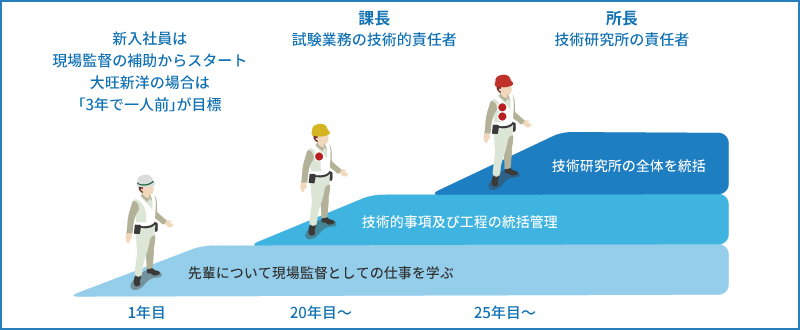 新入社員は
現場監督の補助からスタート
大旺新洋の場合は
「3年で一人前」が目標
課長
試験業務の技術的責任者
所長
技術研究所の責任者
技術研究所の全体を統括
技術的事項及び工程の統括管理
先輩について現場監督としての仕事を学ぶ
1年目
20年目～
25年目～